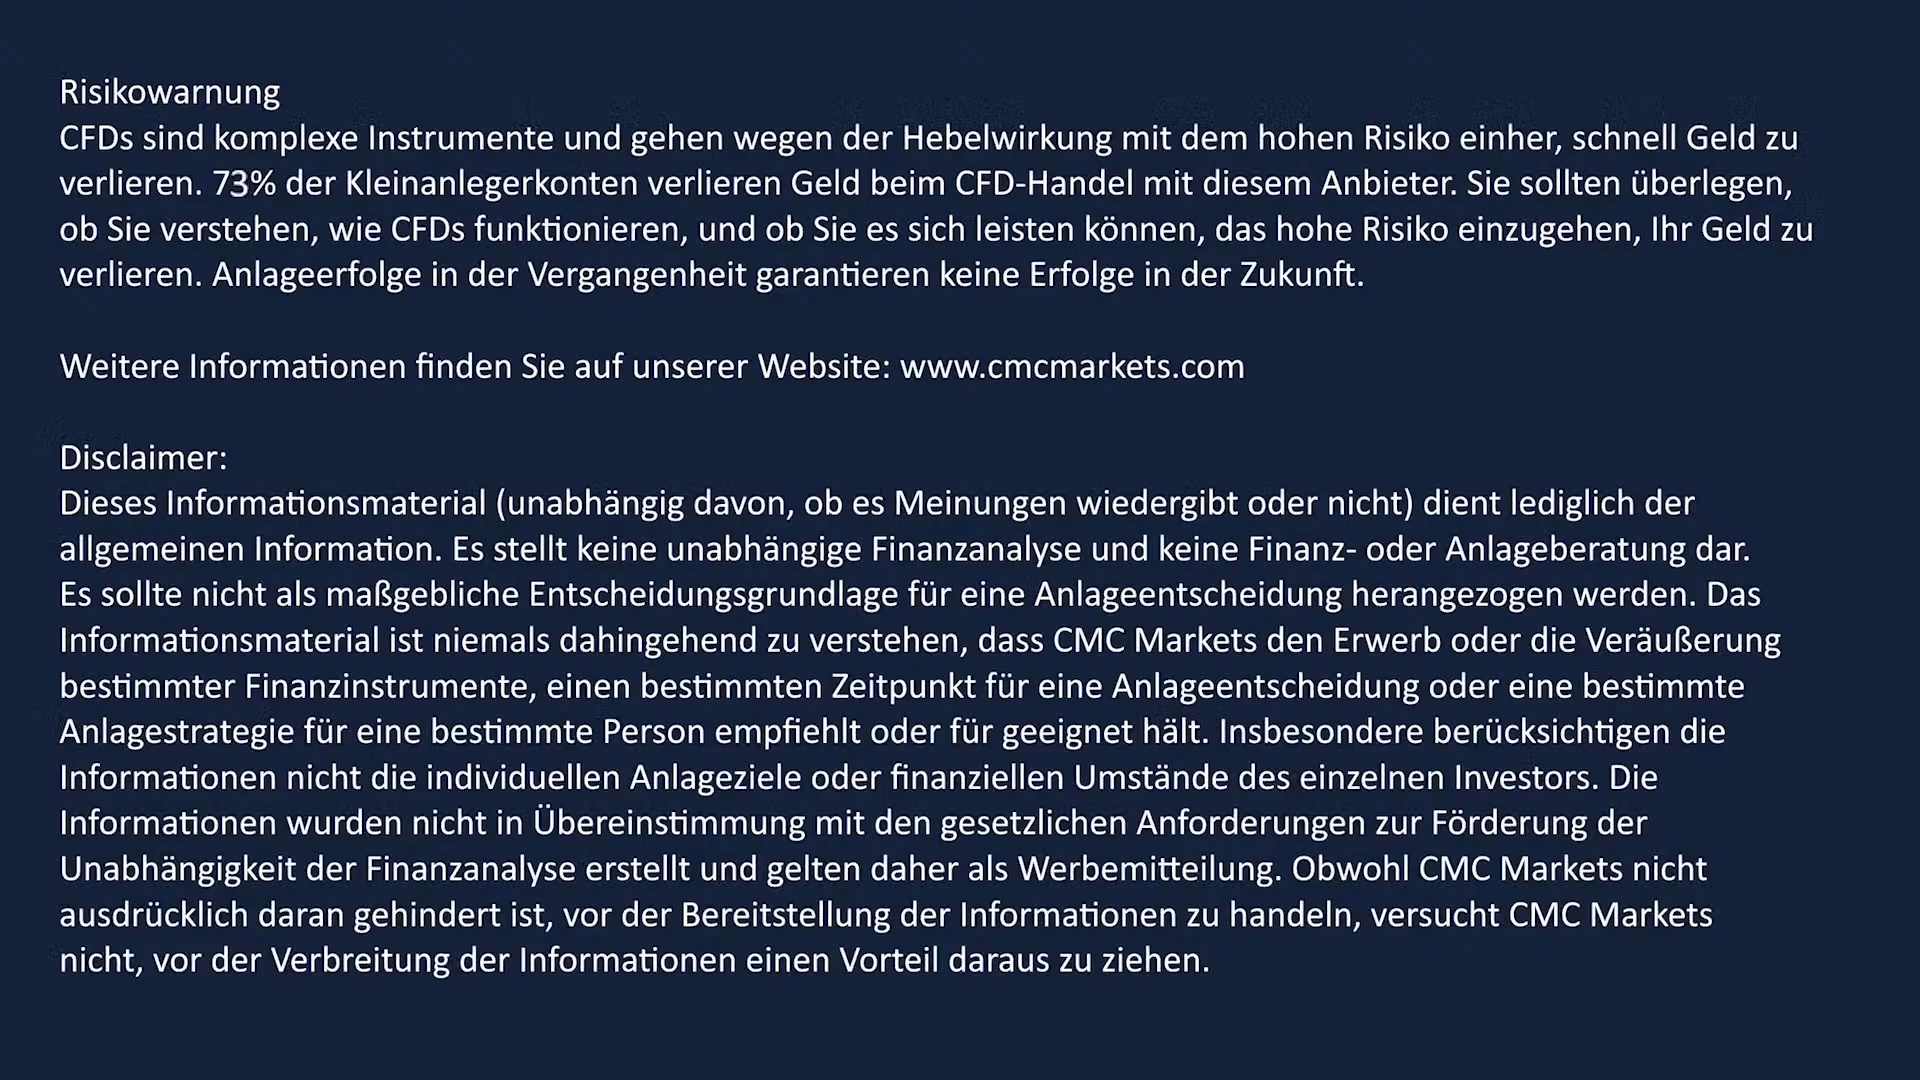 Risikowarnung
CFDs sind komplexe Instrumente und gehen wegen der Hebelwirkung mit dem hohen Risiko einher, schnell Geld zu
verlieren. 73% der Kleinanlegerkonten verlieren Geld beim CFD-Handel mit diesem Anbieter. Sie sollten überlegen,
ob Sie verstehen, wie CFDs funktionieren, und ob Sie es sich leisten können, das hohe Risiko einzugehen, Ihr Geld zu
verlieren. Anlageerfolge in der Vergangenheit garantieren keine Erfolge in der Zukunft.
Weitere Informationen finden Sie auf unserer Website: www.cmcmarkets.com
Disclaimer:
Dieses Informationsmaterial (unabhängig davon, ob es Meinungen wiedergibt oder nicht) dient lediglich der
allgemeinen Information. Es stellt keine unabhängige Finanzanalyse und keine Finanz- oder Anlageberatung dar.
Es sollte nicht als maßgebliche Entscheidungsgrundlage für eine Anlageentscheidung herangezogen werden. Das
Informationsmaterial ist niemals dahingehend zu verstehen, dass CMC Markets den Erwerb oder die Veräußerung
bestimmter Finanzinstrumente, einen bestimmten Zeitpunkt für eine Anlageentscheidung oder eine bestimmte
Anlagestrategie für eine bestimmte Person empfiehlt oder für geeignet hält. Insbesondere berücksichtigen die
Informationen nicht die individuellen Anlageziele oder finanziellen Umstände des einzelnen Investors. Die
Informationen wurden nicht in Übereinstimmung mit den gesetzlichen Anforderungen zur Förderung der
Unabhängigkeit der Finanzanalyse erstellt und gelten daher als Werbemitteilung. Obwohl CMC Markets nicht
ausdrücklich daran gehindert ist, vor der Bereitstellung der Informationen zu handeln, versucht CMC Markets
nicht, vor der Verbreitung der Informationen einen Vorteil daraus zu ziehen.